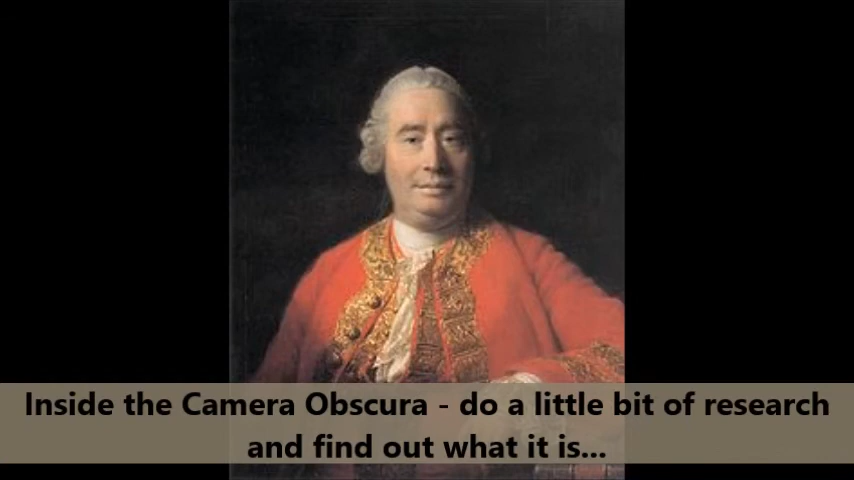 Inside the Camera Obscura - do a little bit of research
and find out what it is...